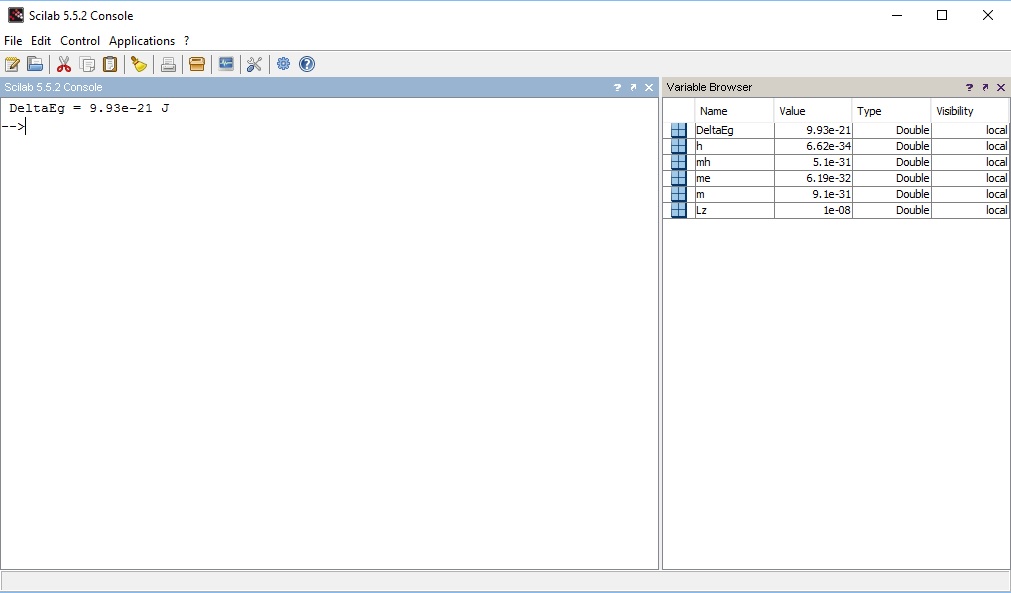 Scilab 5.5.2 Console
File Edit Control Applications ?
Scilab 5.5.2 Console
DeltaEg = 9.93e-21 J
-->
Variable Browser
Name Value Type Visibility
DeltaEg 9.93e-21 Double local
h 6.62e-34 Double local
mh 5.1e-31 Double local
me 6.19e-32 Double local
m 9.1e-31 Double local
Lz 1e-08 Double local